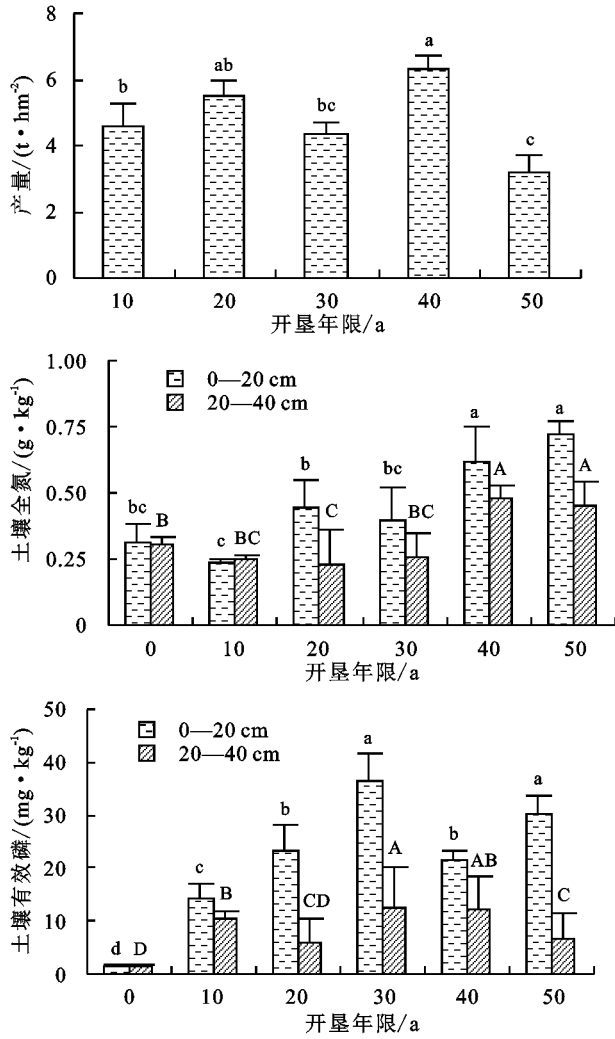 产量/(t·hm⁻²)
8
6
4
2
0
b
ab
bc
a
c
10 20 30 40 50
开垦年限/a
土壤全氮/(g·kg⁻¹)
1.00
0.75
0.50
0.25
0
0—20 cm
20—40 cm
bc B
c BC
b C
bc BC
a A
a A
0 10 20 30 40 50
开垦年限/a
土壤有效磷/(mg·kg⁻¹)
50
40
30
20
10
0
0—20 cm
20—40 cm
d D
c B
b CD
a A
b AB
a C
0 10 20 30 40 50
开垦年限/a